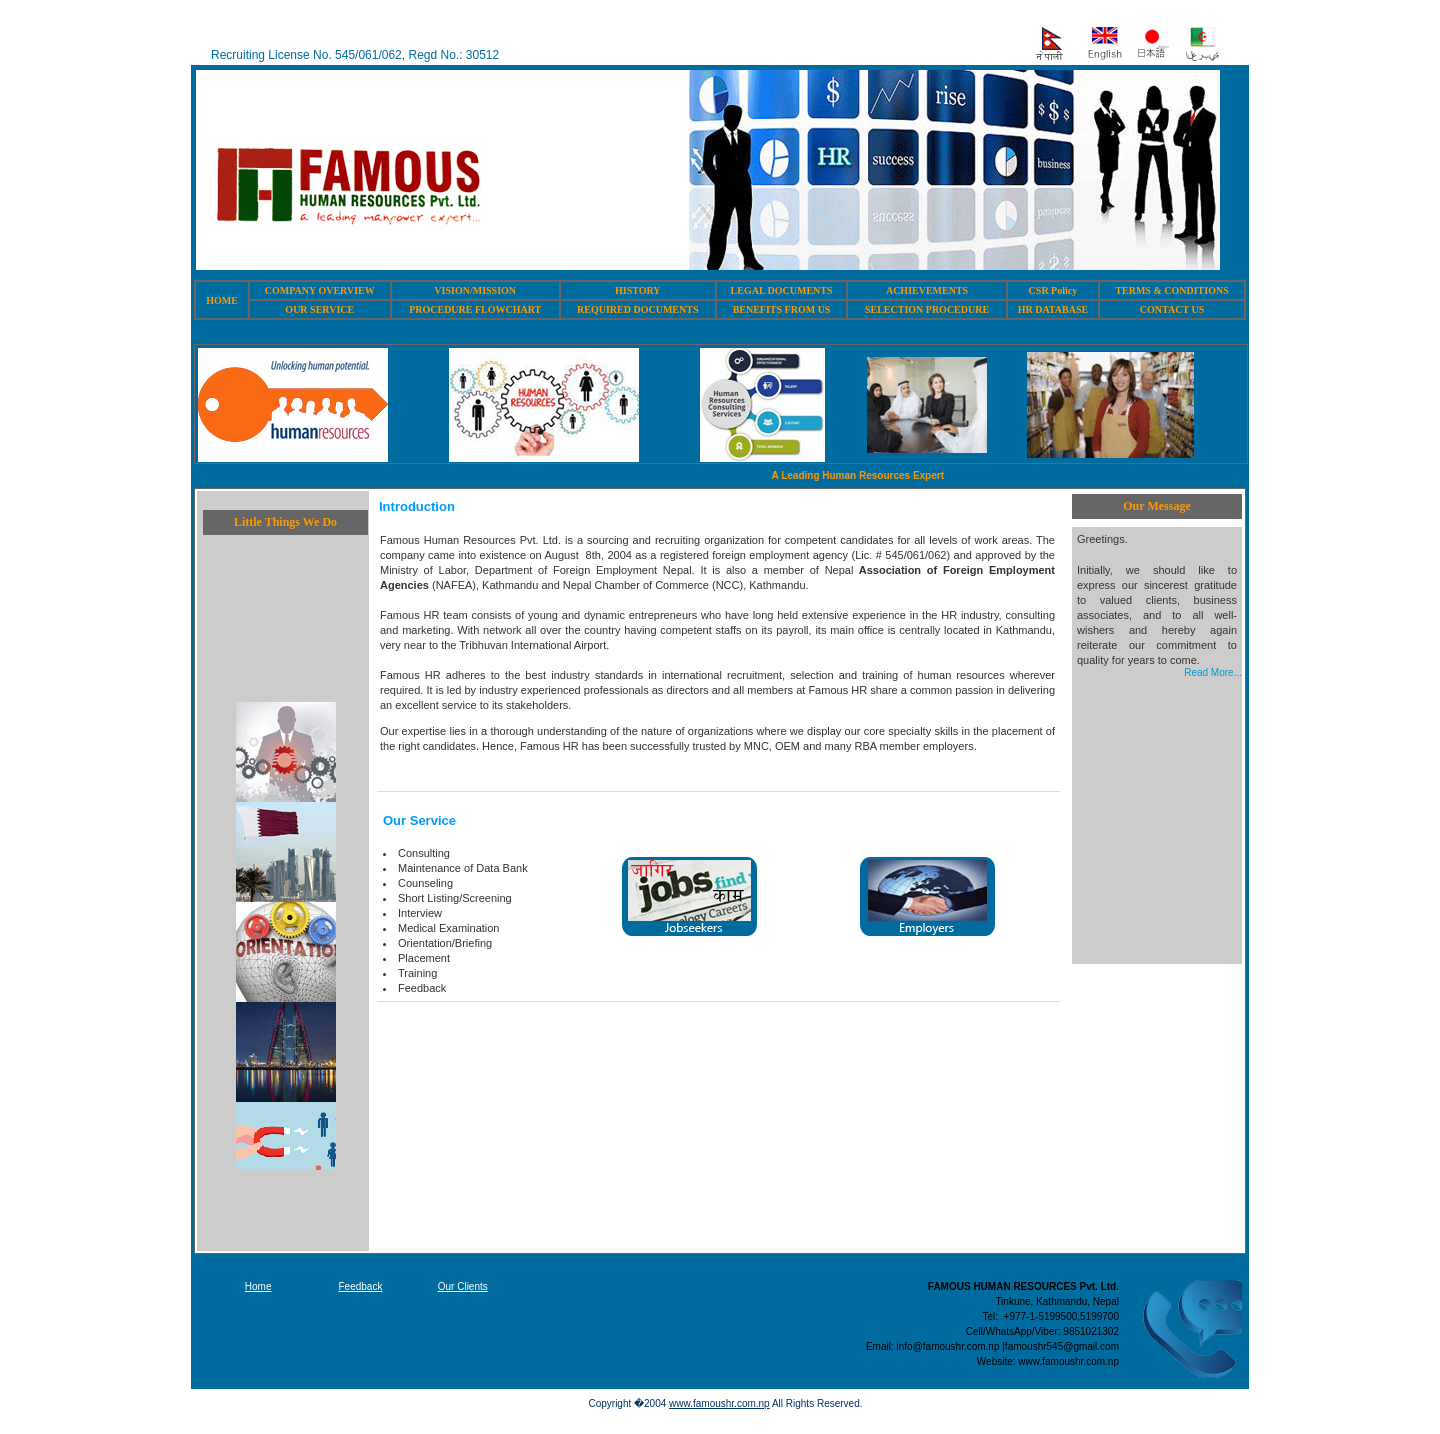 Recruiting License No. 545/061/062, Regd No.: 30512
नेपाली English 日本語
FAMOUS
HUMAN RESOURCES Pvt. Ltd.
a leading manpower expert...
$ rise $$$
HR success business
success business
HOME
COMPANY OVERVIEW VISION/MISSION HISTORY LEGAL DOCUMENTS ACHIEVEMENTS CSR Policy TERMS & CONDITIONS
OUR SERVICE PROCEDURE FLOWCHART REQUIRED DOCUMENTS BENEFITS FROM US SELECTION PROCEDURE HR DATABASE CONTACT US
Unlocking human potential.
humanresources
HUMAN
RESOURCES
ORGANIZATIONAL
EFFECTIVENESS
TALENT
Human
Resources
Consulting
Services
CULTURE
TOTAL REWARDS
A Leading Human Resources Expert
Little Things We Do
ORIENTATION
Introduction
Famous Human Resources Pvt. Ltd. is a sourcing and recruiting organization for competent candidates for all levels of work areas. The
company came into existence on August  8th, 2004 as a registered foreign employment agency (Lic. # 545/061/062) and approved by the
Ministry of Labor, Department of Foreign Employment Nepal. It is also a member of Nepal Association of Foreign Employment
Agencies (NAFEA), Kathmandu and Nepal Chamber of Commerce (NCC), Kathmandu.
Famous HR team consists of young and dynamic entrepreneurs who have long held extensive experience in the HR industry, consulting
and marketing. With network all over the country having competent staffs on its payroll, its main office is centrally located in Kathmandu,
very near to the Tribhuvan International Airport.
Famous HR adheres to the best industry standards in international recruitment, selection and training of human resources wherever
required. It is led by industry experienced professionals as directors and all members at Famous HR share a common passion in delivering
an excellent service to its stakeholders.
Our expertise lies in a thorough understanding of the nature of organizations where we display our core specialty skills in the placement of
the right candidates. Hence, Famous HR has been successfully trusted by MNC, OEM and many RBA member employers.
Our Service
• Consulting
• Maintenance of Data Bank
• Counseling
• Short Listing/Screening
• Interview
• Medical Examination
• Orientation/Briefing
• Placement
• Training
• Feedback
जागिर
jobs find
काम
ology Careers
Jobseekers
Employers
Our Message
Greetings.
Initially, we should like to
express our sincerest gratitude
to valued clients, business
associates, and to all well-
wishers and hereby again
reiterate our commitment to
quality for years to come.
Read More...
Home Feedback Our Clients
FAMOUS HUMAN RESOURCES Pvt. Ltd.
Tinkune, Kathmandu, Nepal
Tel:  +977-1-5199500,5199700
Cell/WhatsApp/Viber: 9851021302
Email: info@famoushr.com.np |famoushr545@gmail.com
Website: www.famoushr.com.np
Copyright �2004 www.famoushr.com.np All Rights Reserved.